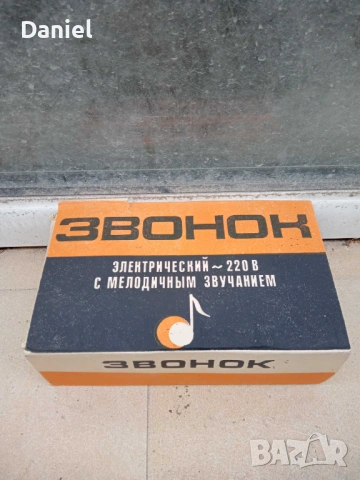 Daniel
ЗВОНОК
ЭЛЕКТРИЧЕСКИЙ ~ 220 В
С МЕЛОДИЧНЫМ ЗВУЧАНИЕМ
ЗВОНОК
BAZAR